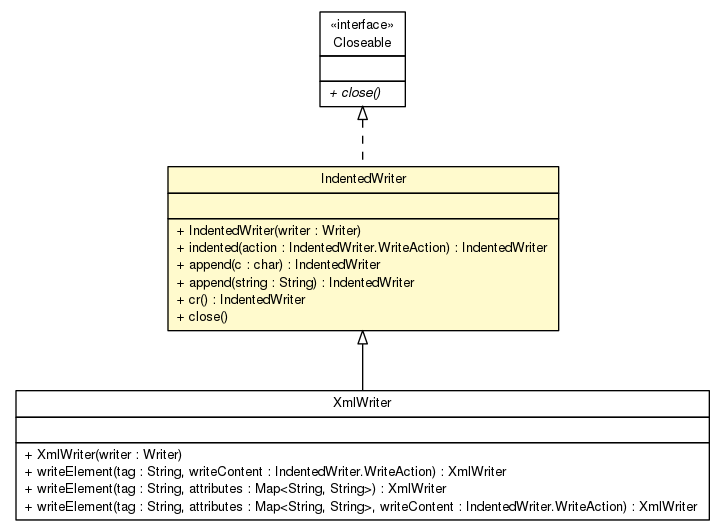 «interface»
Closeable
+ close()
IndentedWriter
+ IndentedWriter(writer : Writer)
+ indented(action : IndentedWriter.WriteAction) : IndentedWriter
+ append(c : char) : IndentedWriter
+ append(string : String) : IndentedWriter
+ cr() : IndentedWriter
+ close()
XmlWriter
+ XmlWriter(writer : Writer)
+ writeElement(tag : String, writeContent : IndentedWriter.WriteAction) : XmlWriter
+ writeElement(tag : String, attributes : Map<String, String>) : XmlWriter
+ writeElement(tag : String, attributes : Map<String, String>, writeContent : IndentedWriter.WriteAction) : XmlWriter